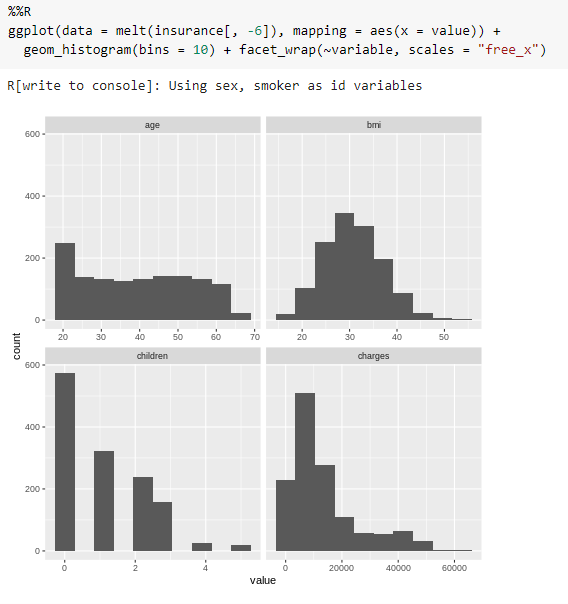 %%R
ggplot(data = melt(insurance[, -6]), mapping = aes(x = value)) +
  geom_histogram(bins = 10) + facet_wrap(~variable, scales = "free_x")
R[write to console]: Using sex, smoker as id variables
age
bmi
600
400
200
0
20 30 40 50 60 70
20 30 40 50
count
children
charges
600
400
200
0
0 2 4
0 20000 40000 60000
value